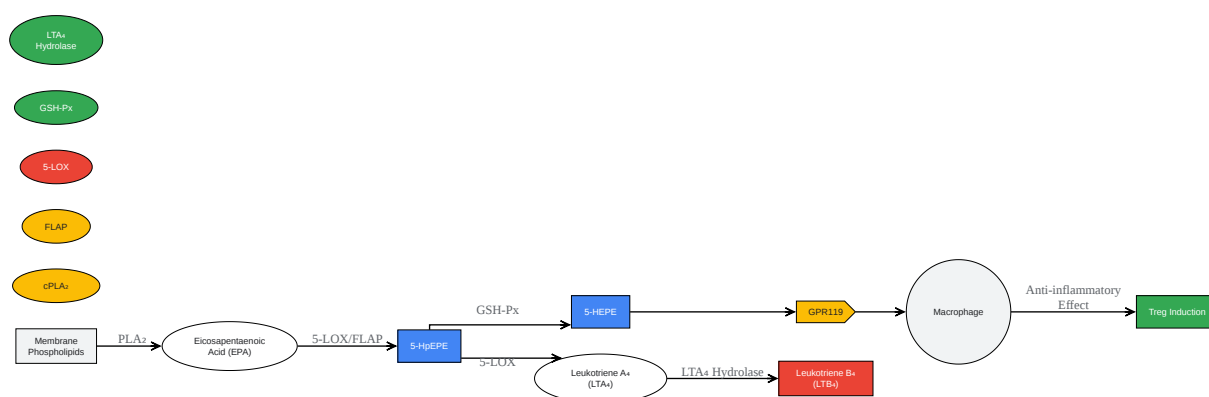 LTA₄
Hydrolase
GSH-Px
5-LOX
FLAP
cPLA₂
Membrane
Phospholipids
PLA₂
Eicosapentaenoic
Acid (EPA)
5-LOX/FLAP
5-HpEPE
GSH-Px
5-HEPE
GPR119
Macrophage
Anti-inflammatory
Effect
Treg Induction
5-LOX
Leukotriene A₄
(LTA₄)
LTA₄ Hydrolase
Leukotriene B₄
(LTB₄)